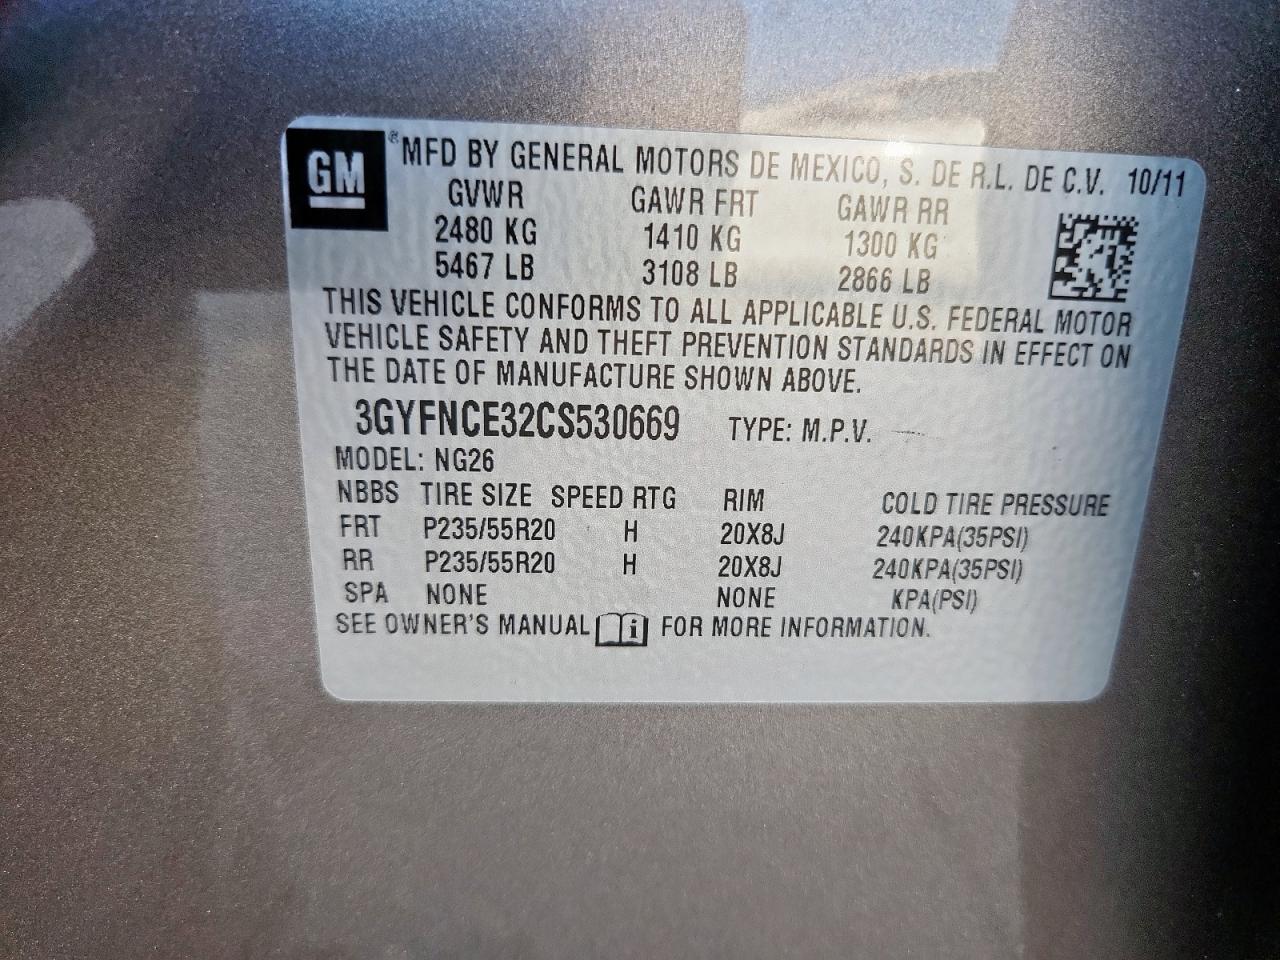 GM
® MFD BY GENERAL MOTORS DE MEXICO, S. DE R.L. DE C.V. 10/11
GVWR GAWR FRT GAWR RR
2480 KG 1410 KG 1300 KG
5467 LB 3108 LB 2866 LB
THIS VEHICLE CONFORMS TO ALL APPLICABLE U.S. FEDERAL MOTOR
VEHICLE SAFETY AND THEFT PREVENTION STANDARDS IN EFFECT ON
THE DATE OF MANUFACTURE SHOWN ABOVE.
3GYFNCE32CS530669 TYPE: M.P.V.
MODEL: NG26
NBBS TIRE SIZE SPEED RTG RIM COLD TIRE PRESSURE
FRT P235/55R20 H 20X8J 240KPA(35PSI)
RR P235/55R20 H 20X8J 240KPA(35PSI)
SPA NONE NONE KPA(PSI)
SEE OWNER'S MANUAL i FOR MORE INFORMATION.